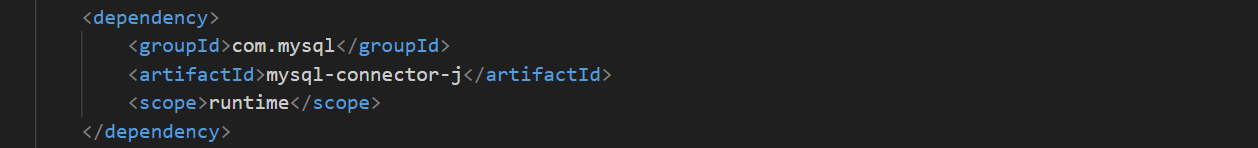 <dependency>
<groupId>com.mysql</groupId>
<artifactId>mysql-connector-j</artifactId>
<scope>runtime</scope>
</dependency>